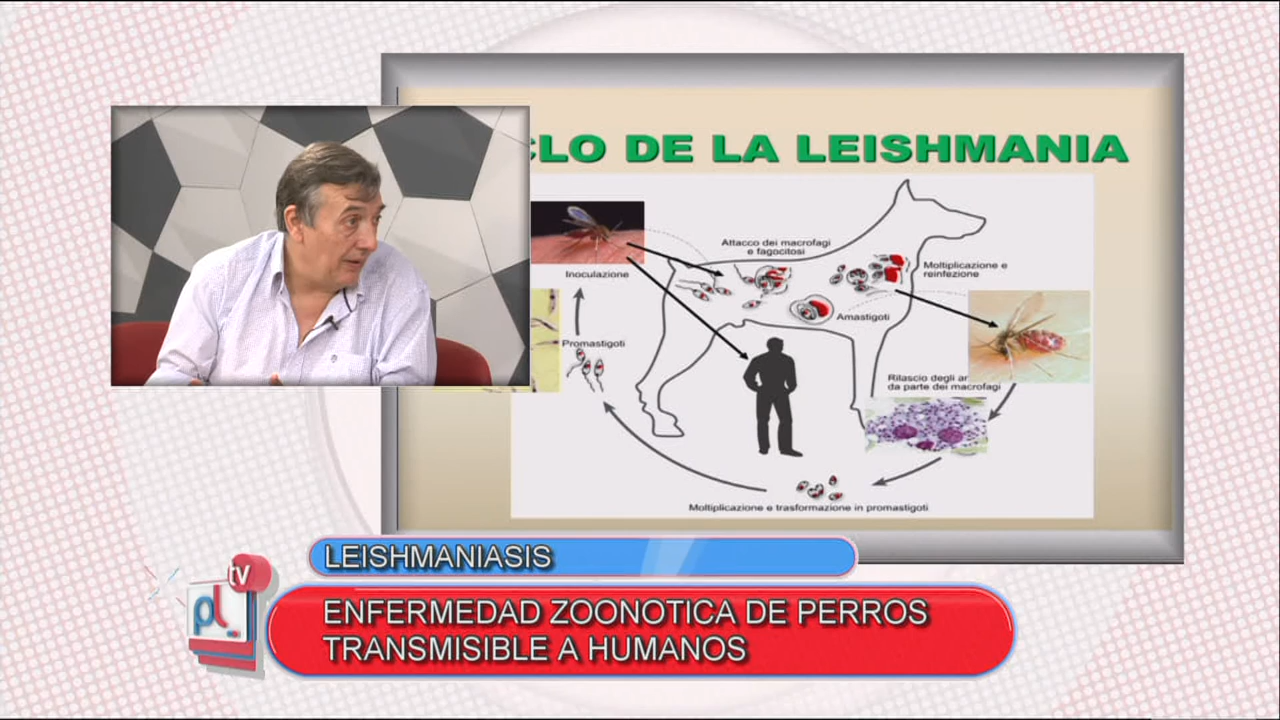 CLO DE LA LEISHMANIA
Attacco dei macrofagi
e fagocitosi
Inoculazione
Moltiplicazione e
reinfezione
Amastigoti
Promastigoti
Rilascio degli
da parte dei macrofagi
Moltiplicazione e trasformazione in promastigoti
LEISHMANIASIS
ENFERMEDAD ZOONOTICA DE PERROS
TRANSMISIBLE A HUMANOS
pl
tv